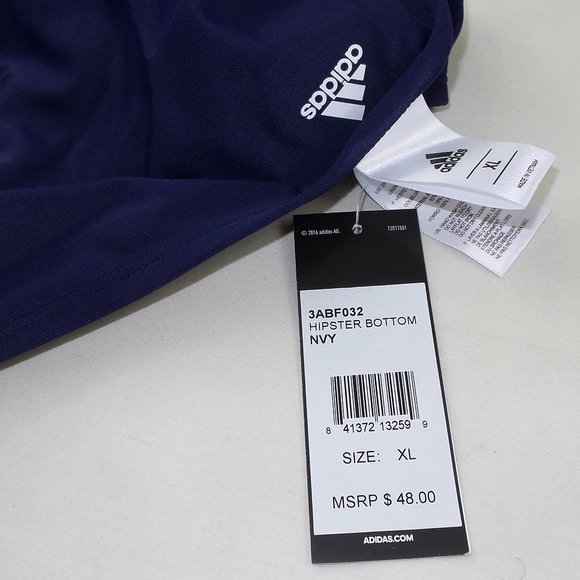 adidas
adidas
XL
MADE IN VIETNAM
© 2016 adidas AG.
12011501
3ABF032
HIPSTER BOTTOM
NVY
8 41372 13259 9
SIZE: XL
MSRP $ 48.00
ADIDAS.COM